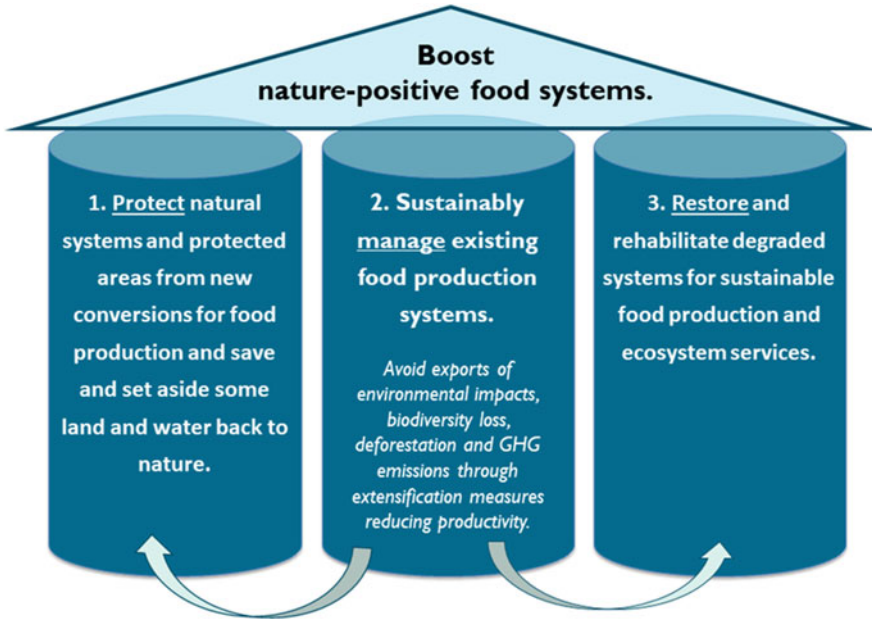 Boost
nature-positive food systems.
1. Protect natural
systems and protected
areas from new
conversions for food
production and save
and set aside some
land and water back to
nature.
2. Sustainably
manage existing
food production
systems.
Avoid exports of
environmental impacts,
biodiversity loss,
deforestation and GHG
emissions through
extensification measures
reducing productivity.
3. Restore and
rehabilitate degraded
systems for sustainable
food production and
ecosystem services.